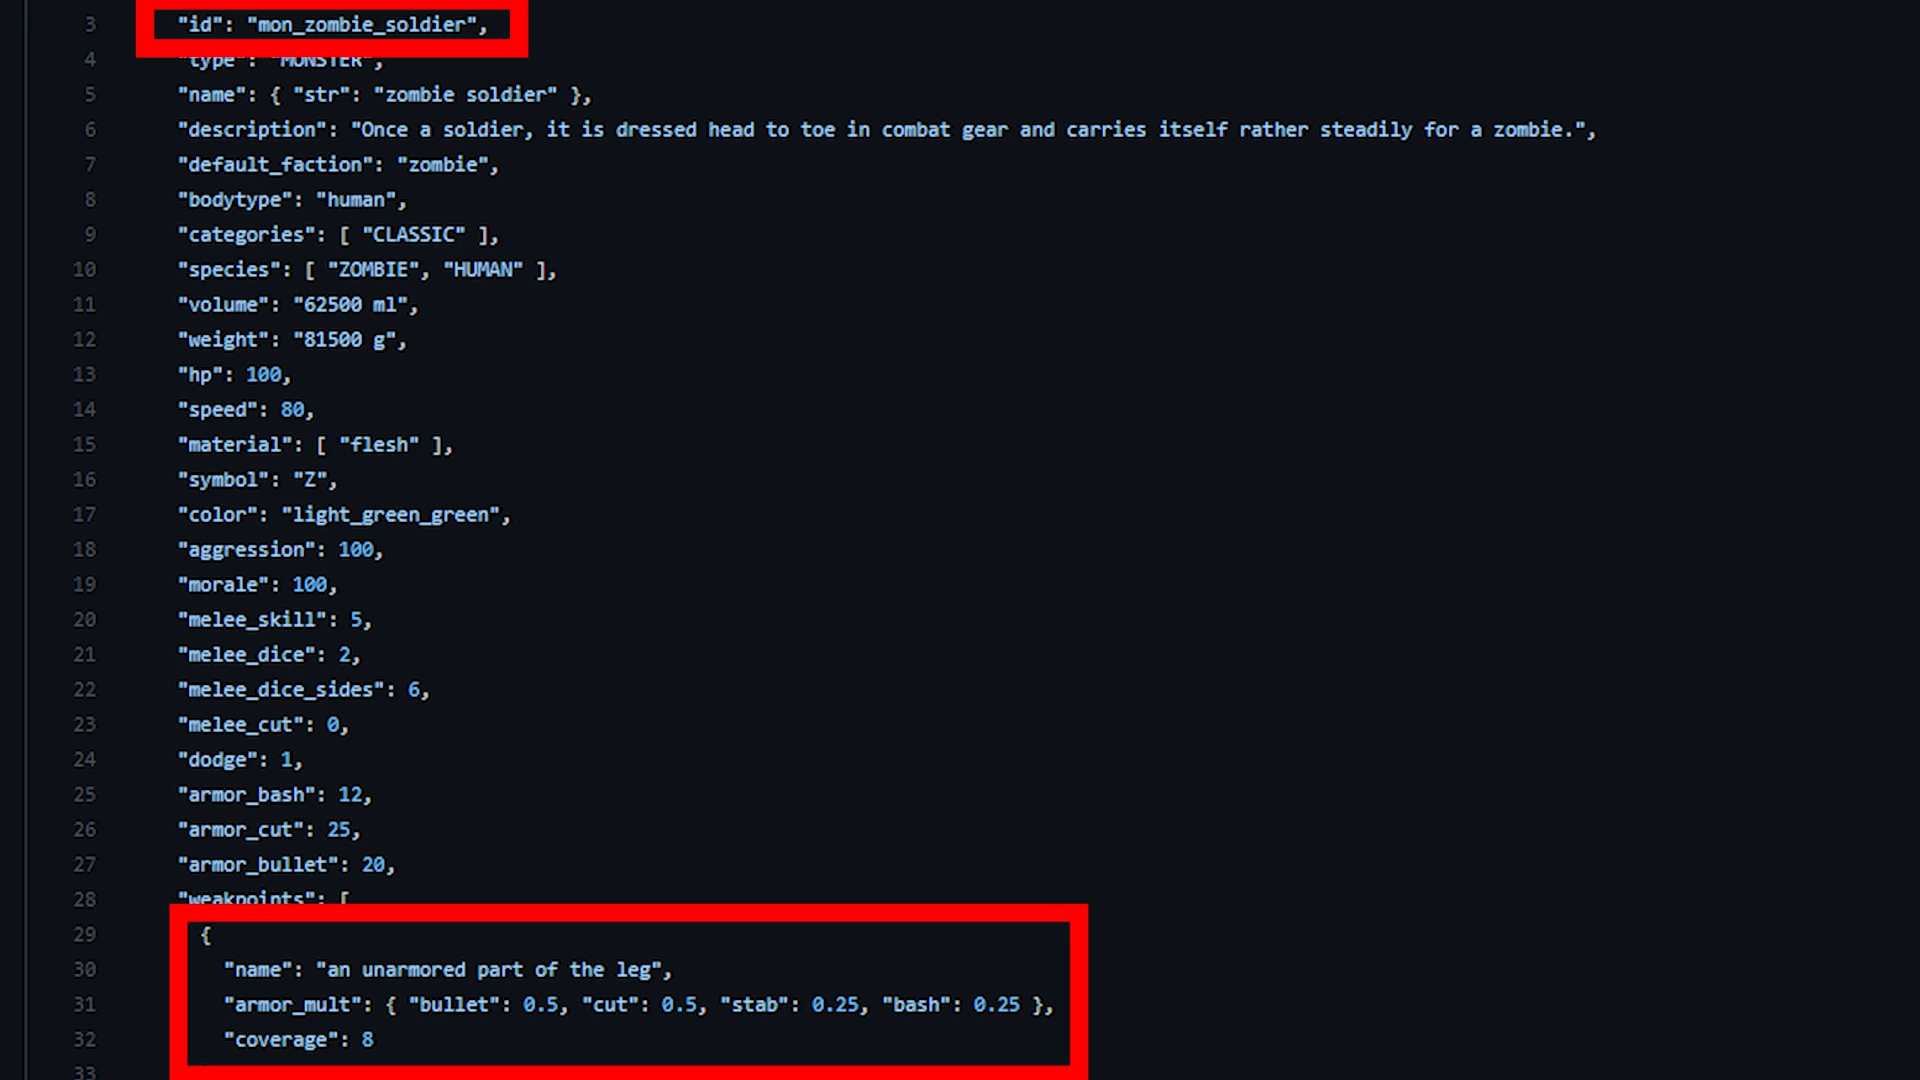 3 "id": "mon_zombie_soldier",
4 "type": "MONSTER",
5 "name": { "str": "zombie soldier" },
6 "description": "Once a soldier, it is dressed head to toe in combat gear and carries itself rather steadily for a zombie.",
7 "default_faction": "zombie",
8 "bodytype": "human",
9 "categories": [ "CLASSIC" ],
10 "species": [ "ZOMBIE", "HUMAN" ],
11 "volume": "62500 ml",
12 "weight": "81500 g",
13 "hp": 100,
14 "speed": 80,
15 "material": [ "flesh" ],
16 "symbol": "Z",
17 "color": "light_green_green",
18 "aggression": 100,
19 "morale": 100,
20 "melee_skill": 5,
21 "melee_dice": 2,
22 "melee_dice_sides": 6,
23 "melee_cut": 0,
24 "dodge": 1,
25 "armor_bash": 12,
26 "armor_cut": 25,
27 "armor_bullet": 20,
28 "weakpoints": [
29 {
30 "name": "an unarmored part of the leg",
31 "armor_mult": { "bullet": 0.5, "cut": 0.5, "stab": 0.25, "bash": 0.25 },
32 "coverage": 8
33